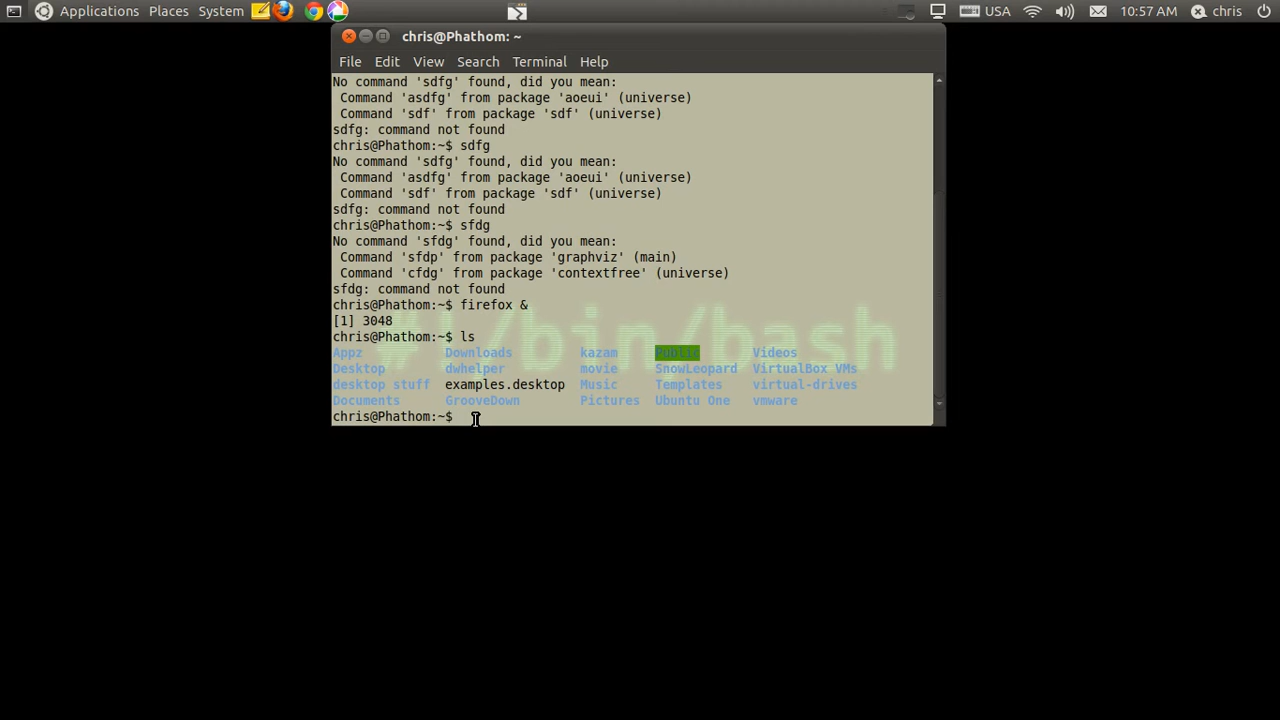 Applications Places System USA 10:57 AM chris
chris@Phathom: ~
File Edit View Search Terminal Help
No command 'sdfg' found, did you mean:
 Command 'asdfg' from package 'aoeui' (universe)
 Command 'sdf' from package 'sdf' (universe)
sdfg: command not found
chris@Phathom:~$ sdfg
No command 'sdfg' found, did you mean:
 Command 'asdfg' from package 'aoeui' (universe)
 Command 'sdf' from package 'sdf' (universe)
sdfg: command not found
chris@Phathom:~$ sfdg
No command 'sfdg' found, did you mean:
 Command 'sfdp' from package 'graphviz' (main)
 Command 'cfdg' from package 'contextfree' (universe)
sfdg: command not found
chris@Phathom:~$ firefox &
[1] 3048
chris@Phathom:~$ ls
#!/bin/bash
Appz Downloads kazam Public Videos
Desktop dwhelper movie SnowLeopard VirtualBox VMs
desktop stuff examples.desktop Music Templates virtual-drives
Documents GrooveDown Pictures Ubuntu One vmware
chris@Phathom:~$